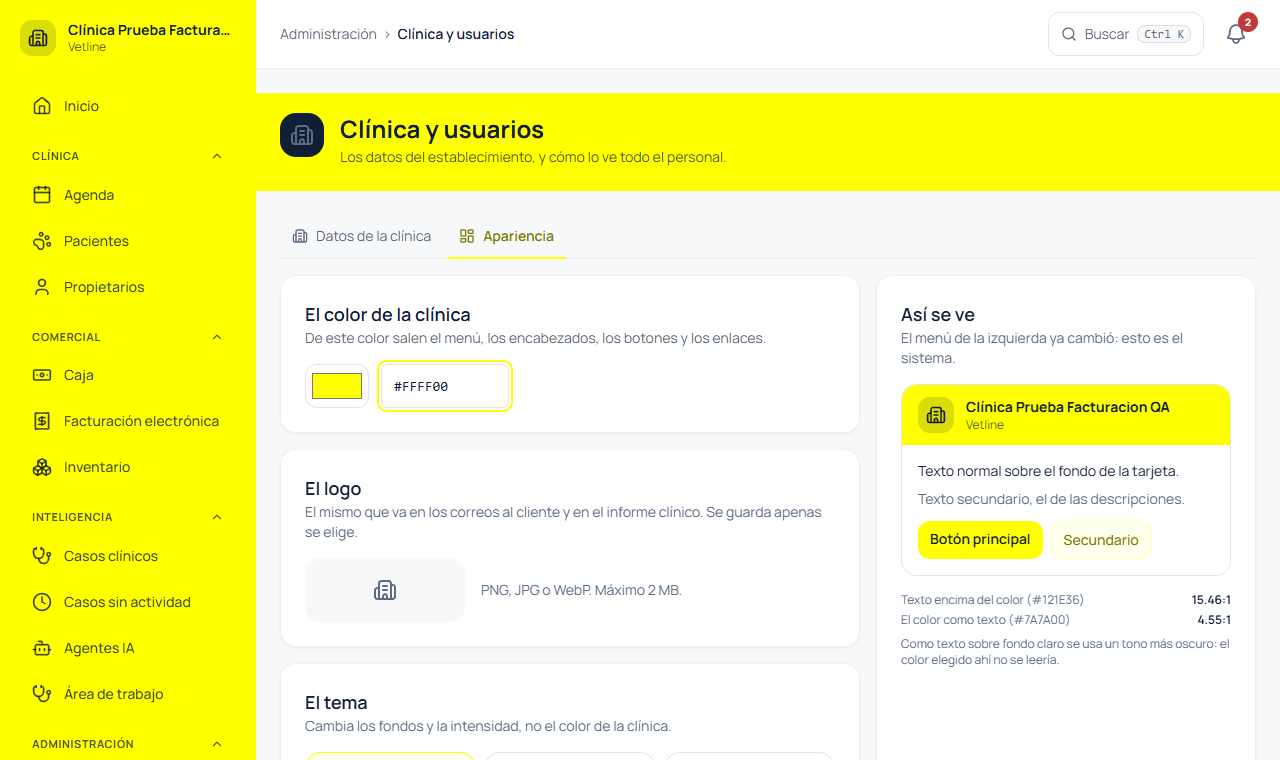 Clínica Prueba Factura...
Vetline
Inicio
CLÍNICA
Agenda
Pacientes
Propietarios
COMERCIAL
Caja
Facturación electrónica
Inventario
INTELIGENCIA
Casos clínicos
Casos sin actividad
Agentes IA
Área de trabajo
ADMINISTRACIÓN
Administración > Clínica y usuarios
Buscar Ctrl K
2
Clínica y usuarios
Los datos del establecimiento, y cómo lo ve todo el personal.
Datos de la clínica Apariencia
El color de la clínica
De este color salen el menú, los encabezados, los botones y los enlaces.
#FFFF00
El logo
El mismo que va en los correos al cliente y en el informe clínico. Se guarda apenas
se elige.
PNG, JPG o WebP. Máximo 2 MB.
El tema
Cambia los fondos y la intensidad, no el color de la clínica.
Así se ve
El menú de la izquierda ya cambió: esto es el
sistema.
Clínica Prueba Facturacion QA
Vetline
Texto normal sobre el fondo de la tarjeta.
Texto secundario, el de las descripciones.
Botón principal Secundario
Texto encima del color (#121E36) 15.46:1
El color como texto (#7A7A00) 4.55:1
Como texto sobre fondo claro se usa un tono más oscuro: el
color elegido ahí no se leería.